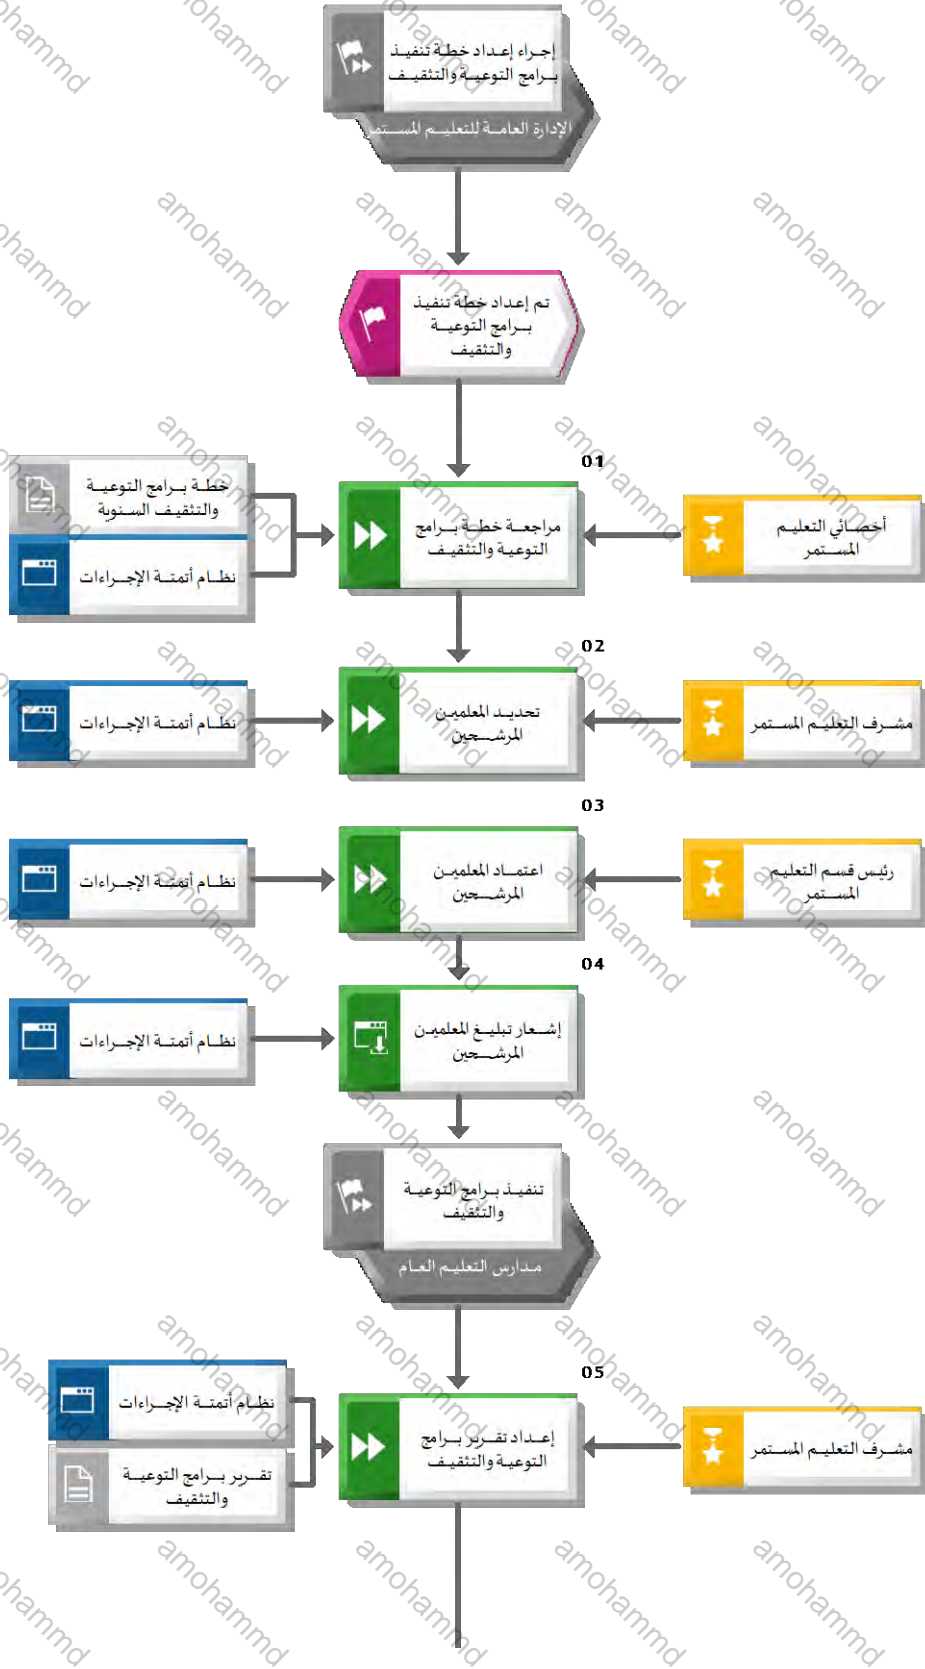 إجراء إعداد خطة تنفيذ
برامج التوعية والتثقيف
الإدارة العامة للتعليم المستمر
تم إعداد خطة تنفيذ
برامج التوعية
والتثقيف
01
أخصائي التعليم
المستمر
مراجعة خطة برامج
التوعية والتثقيف
خطة برامج التوعية
والتثقيف السنوية
نظام أتمتة الإجراءات
02
مشرف التعليم المستمر
تحديد المعلمين
المرشحين
نظام أتمتة الإجراءات
03
رئيس قسم التعليم
المستمر
اعتماد المعلمين
المرشحين
نظام أتمتة الإجراءات
04
إشعار تبليغ المعلمين
المرشحين
نظام أتمتة الإجراءات
تنفيذ برامج التوعية
والتثقيف
مدارس التعليم العام
05
مشرف التعليم المستمر
إعداد تقرير برامج
التوعية والتثقيف
نظام أتمتة الإجراءات
تقرير برامج التوعية
والتثقيف
amohammd